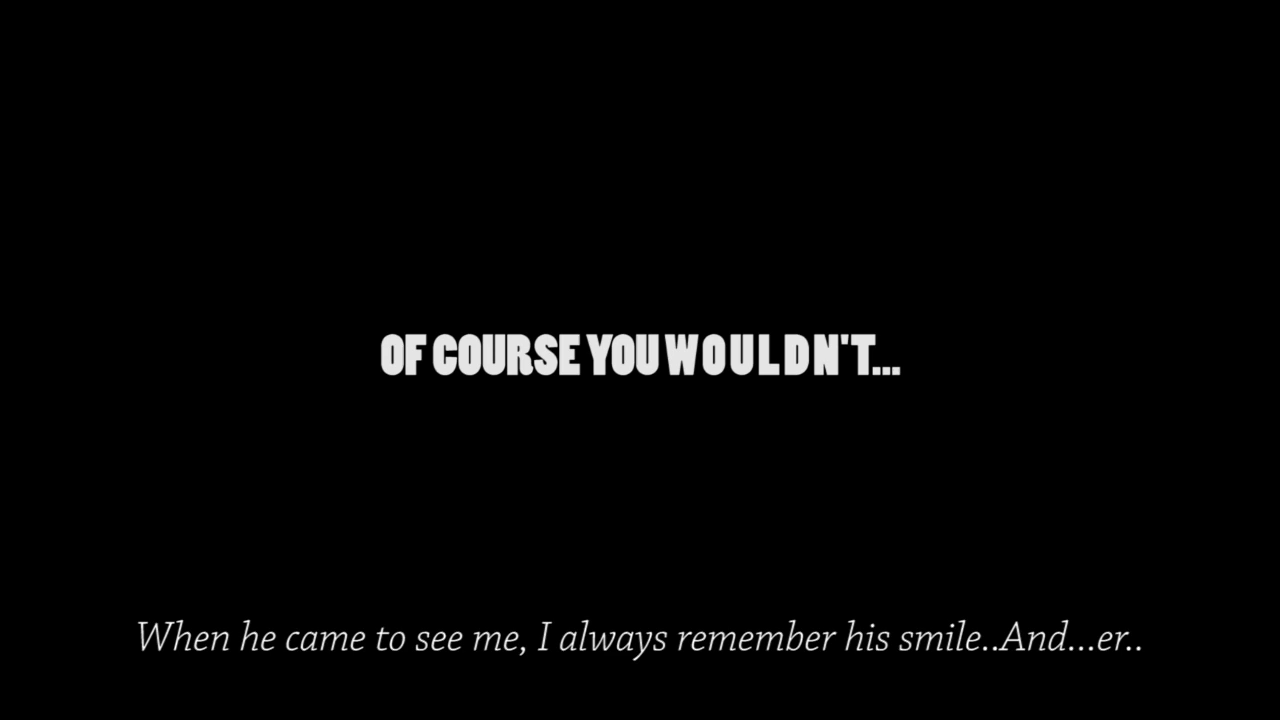 OF COURSE YOU WOULDN'T...
When he came to see me, I always remember his smile..And...er..